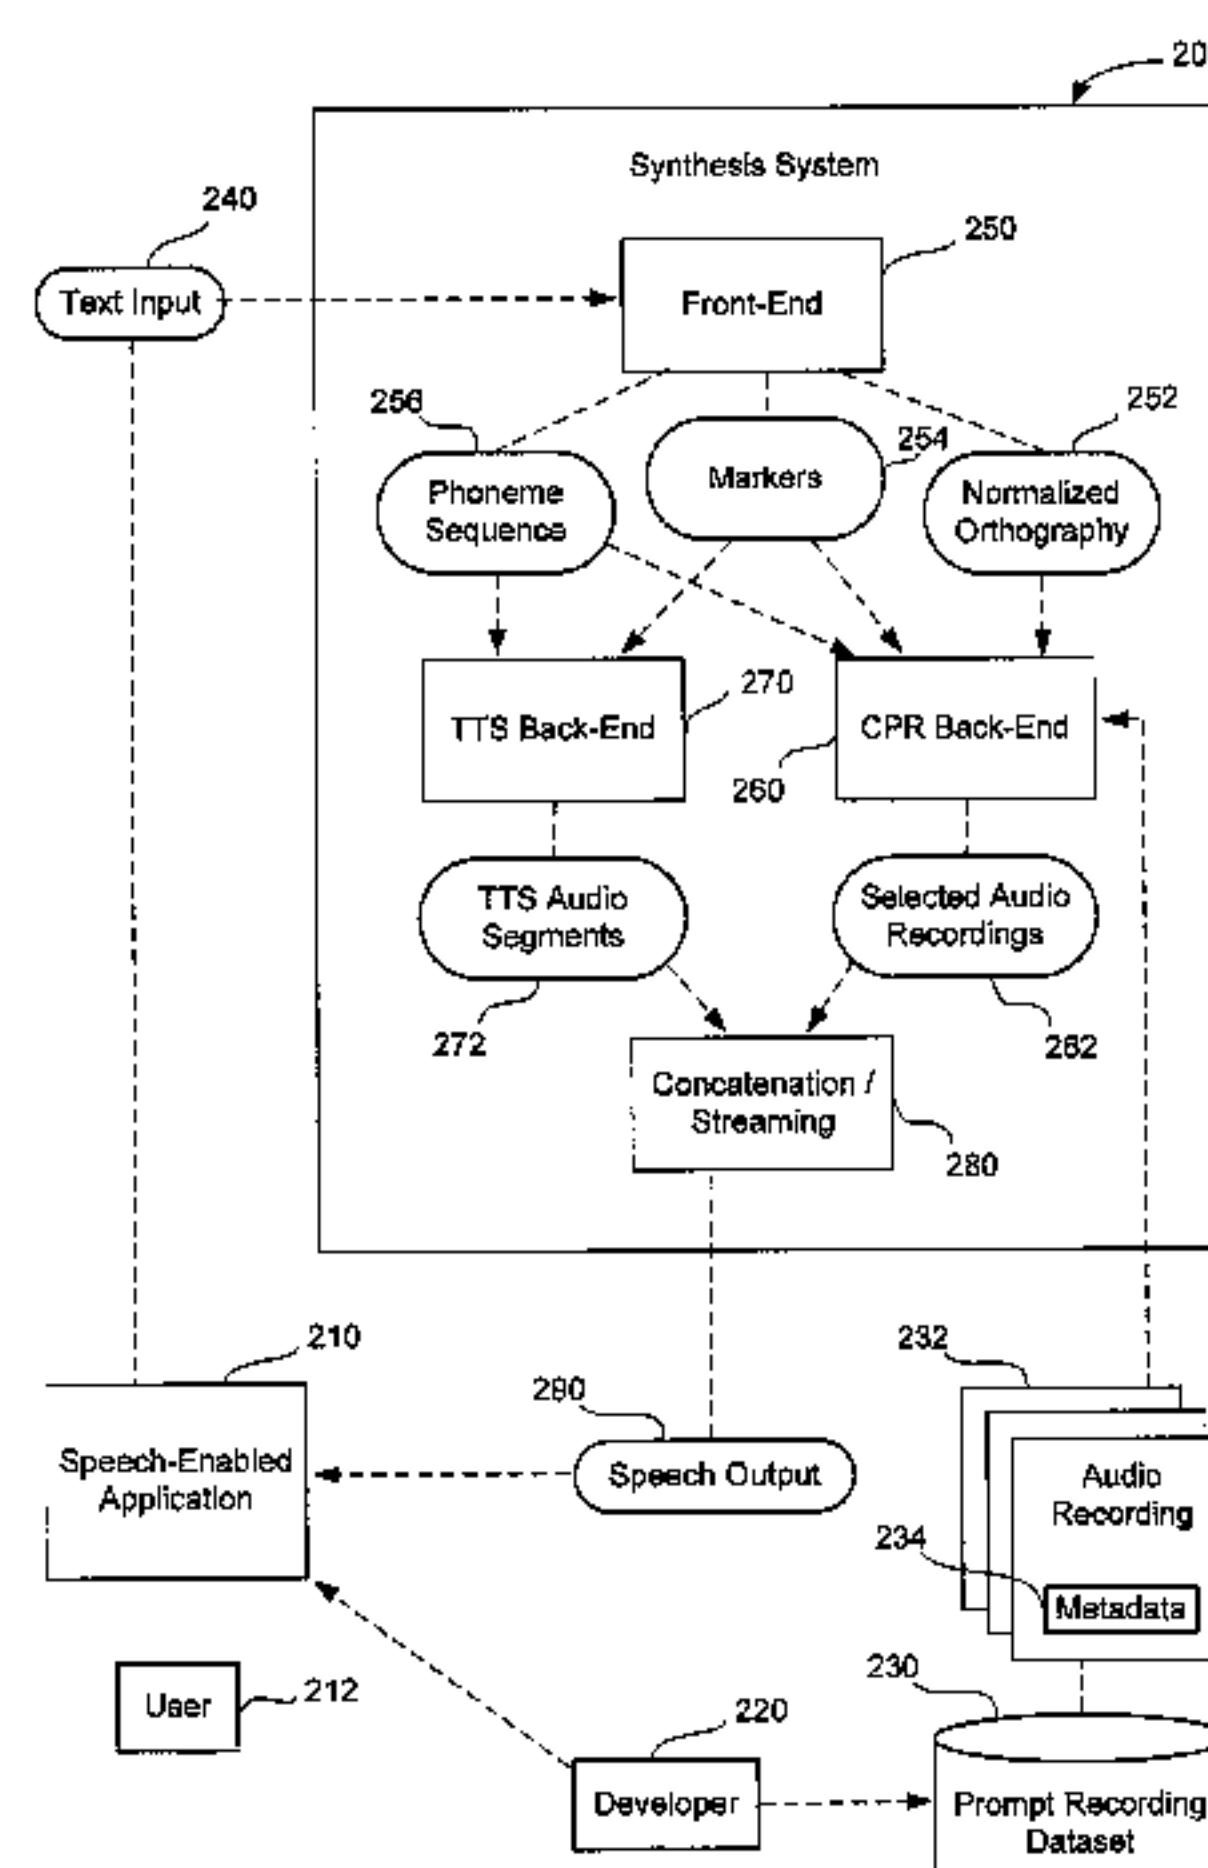 20
Synthesis System
240
250
Text Input
Front-End
256
252
254
Markers
Phoneme
Sequence
Normalized
Orthography
270
TTS Back-End
CPR Back-End
260
TTS Audio
Segments
Selected Audio
Recordings
272
262
Concatenation /
Streaming
280
210
232
290
Speech-Enabled
Application
Speech Output
Audio
Recording
234
Metadata
230
User
212
220
Developer
Prompt Recording
Dataset